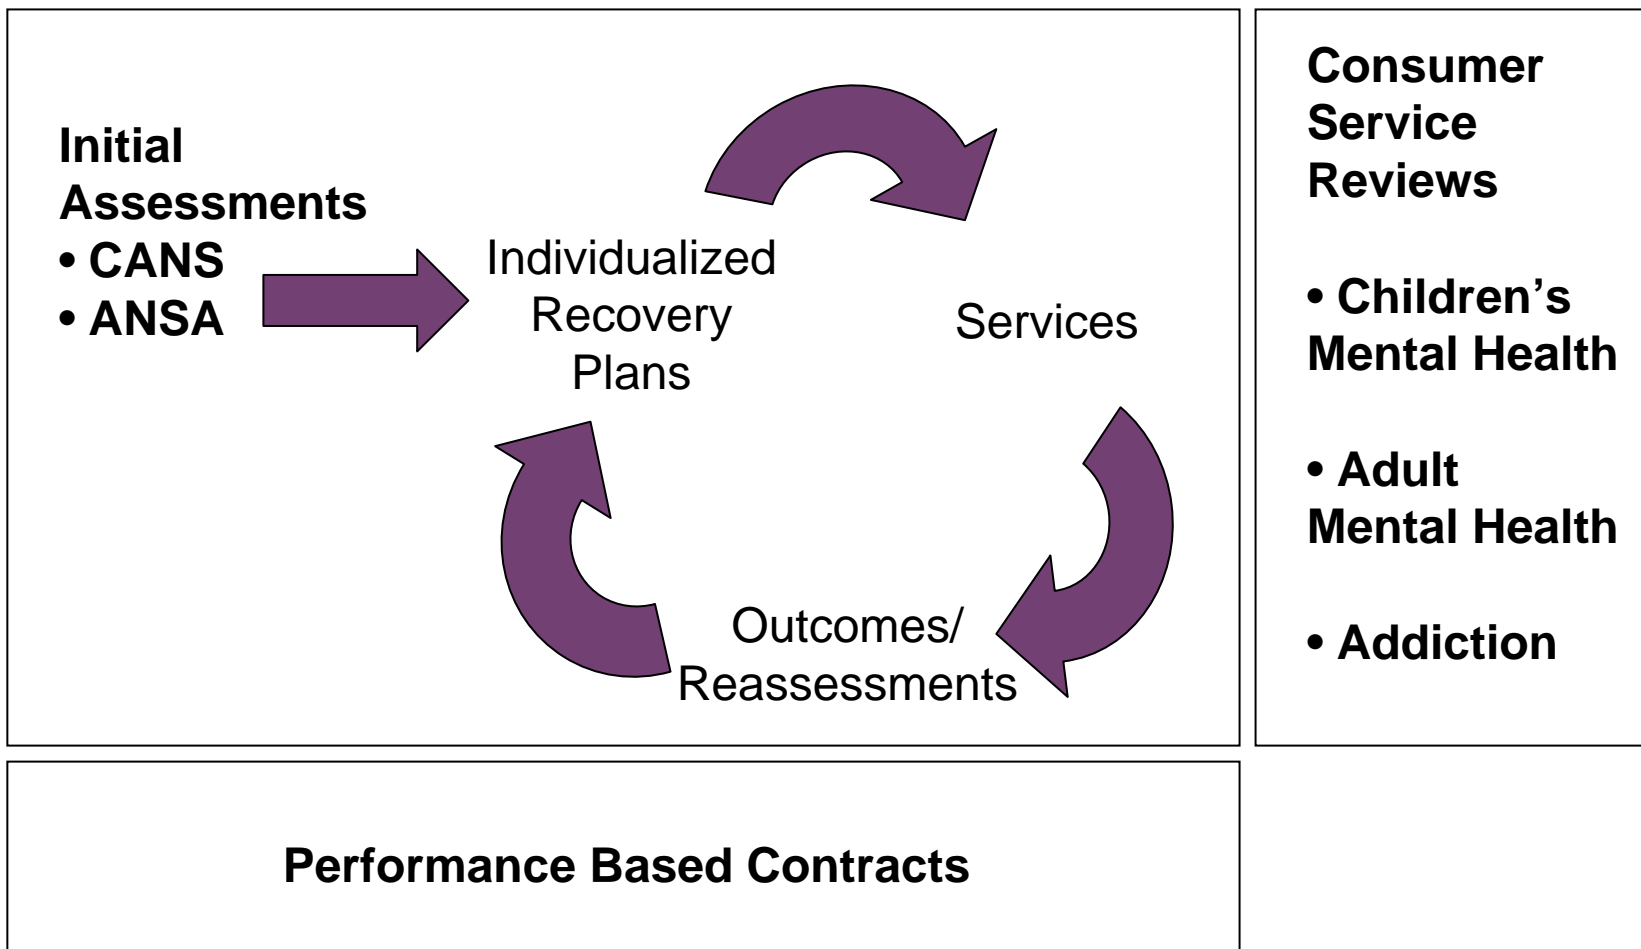 Initial
Assessments
• CANS
• ANSA
Individualized
Recovery
Plans
Services
Outcomes/
Reassessments
Consumer
Service
Reviews
• Children’s
Mental Health
• Adult
Mental Health
• Addiction
Performance Based Contracts